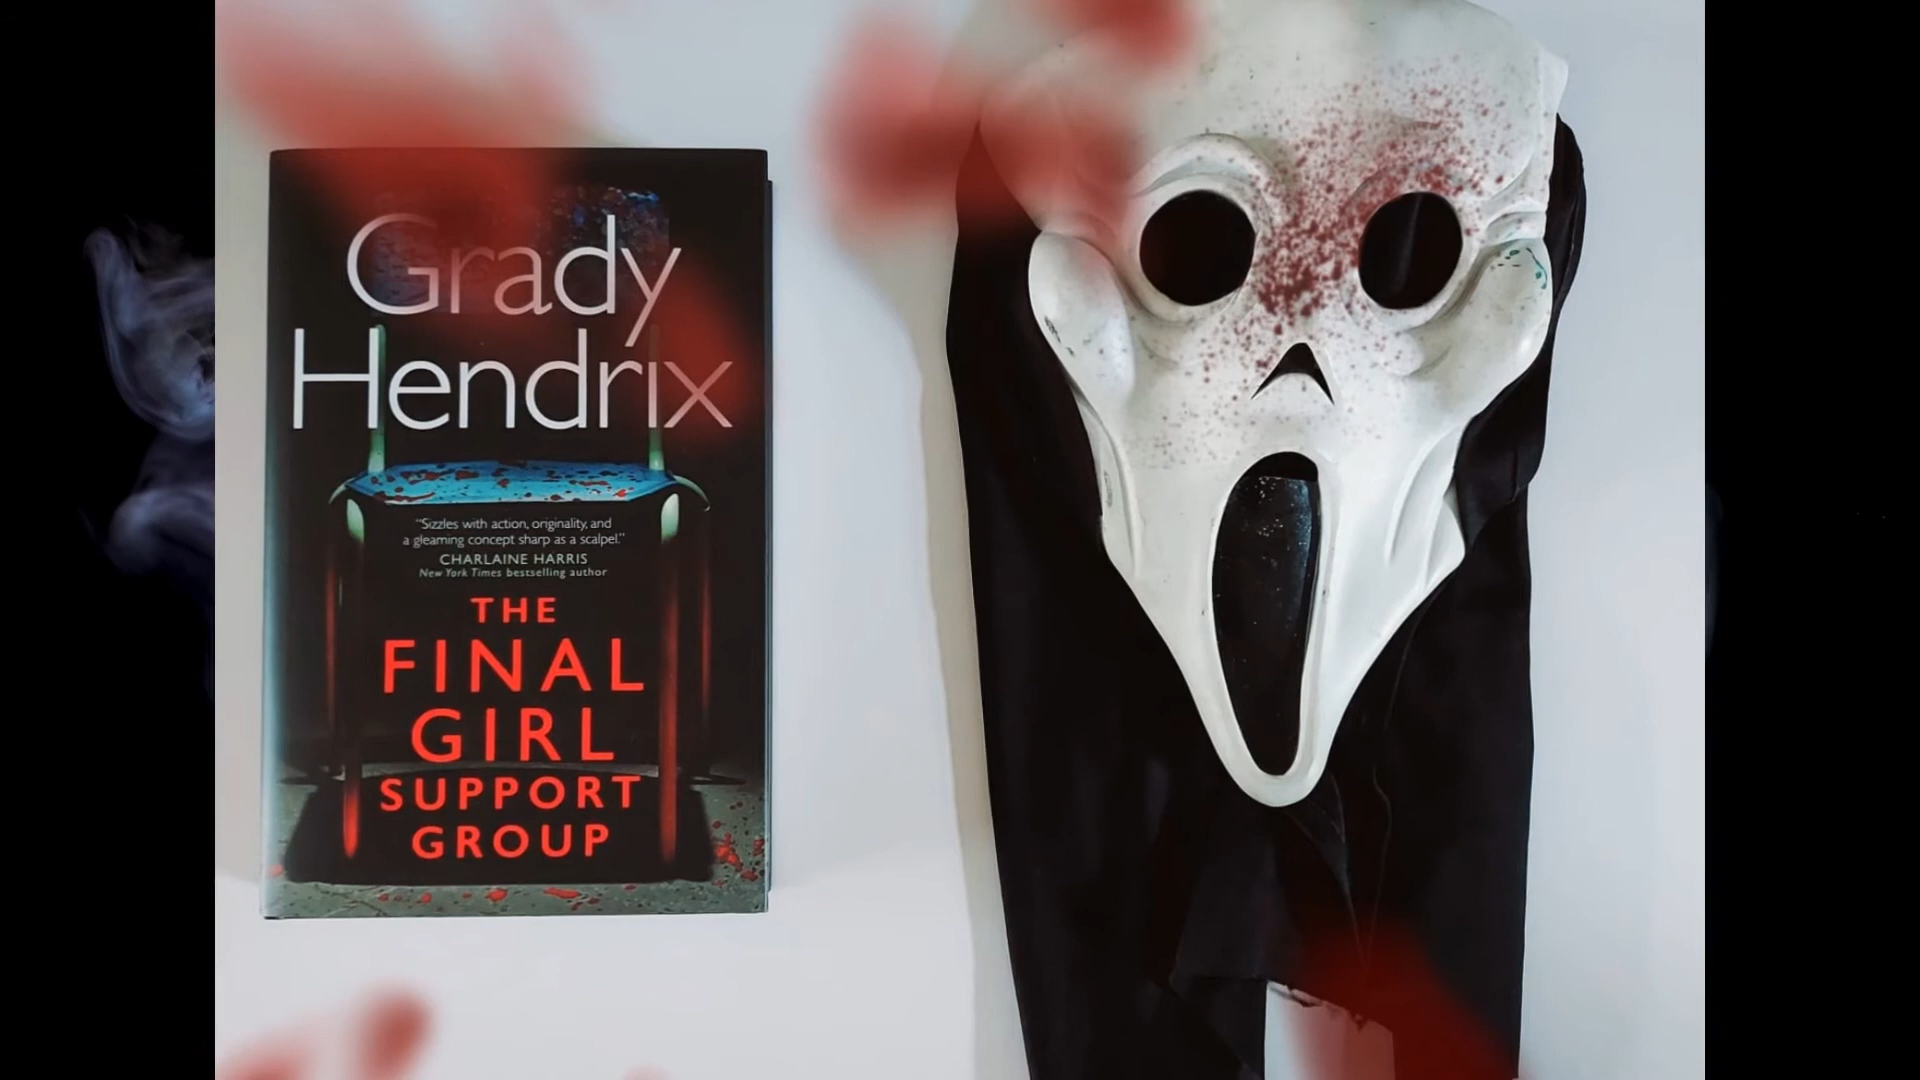 Grady
Hendrix
“Sizzles with action, originality, and
a gleaming concept sharp as a scalpel.”
CHARLAINE HARRIS
New York Times bestselling author
THE
FINAL
GIRL
SUPPORT
GROUP